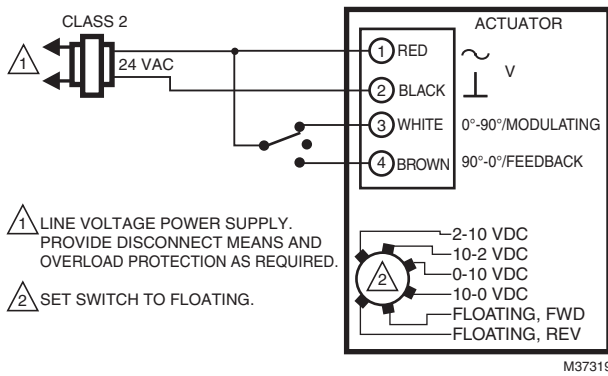 CLASS 2
1
24 VAC
ACTUATOR
1 RED
V
2 BLACK
3 WHITE 0°-90°/MODULATING
4 BROWN 90°-0°/FEEDBACK
1 LINE VOLTAGE POWER SUPPLY.
PROVIDE DISCONNECT MEANS AND
OVERLOAD PROTECTION AS REQUIRED.
2 SET SWITCH TO FLOATING.
2
2-10 VDC
10-2 VDC
0-10 VDC
10-0 VDC
FLOATING, FWD
FLOATING, REV
M37319